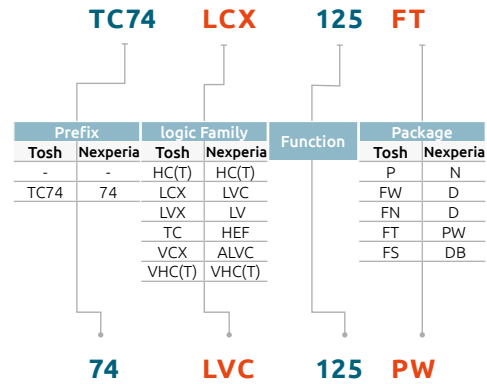 TC74 LCX 125 FT
Prefix logic Family Function Package
Tosh Nexperia Tosh Nexperia Tosh Nexperia
- - HC(T) HC(T) P N
TC74 74 LCX LVC FW D
LVX LV FN D
TC HEF FT PW
VCX ALVC FS DB
VHC(T) VHC(T)
74 LVC 125 PW